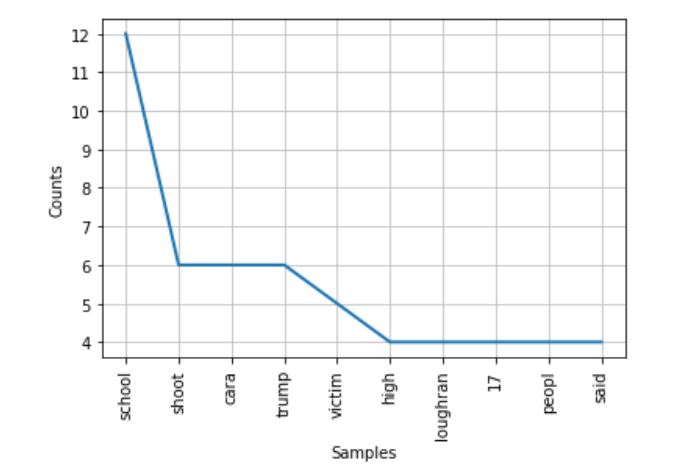 12
11
10
9
8
7
6
5
4
Counts
school
shoot
cara
trump
victim
high
loughran
17
peopl
said
Samples